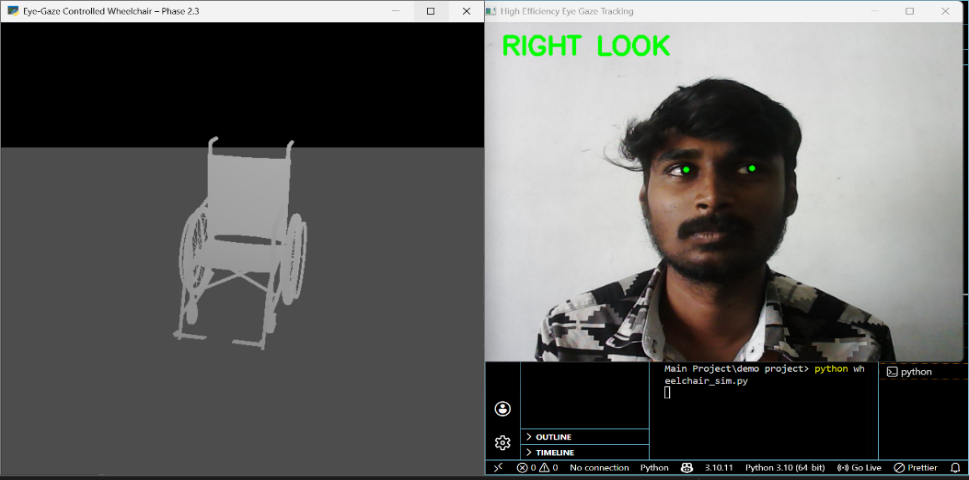 Eye-Gaze Controlled Wheelchair – Phase 2.3
High Efficiency Eye Gaze Tracking
RIGHT LOOK
Main Project\demo project> python wh
eelchair_sim.py
python
OUTLINE
TIMELINE
0 0 No connection Python 3.10.11 Python 3.10 (64-bit) Go Live Prettier